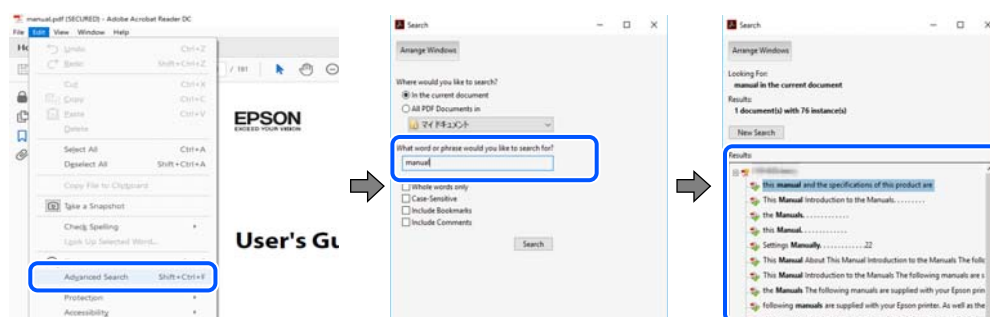 manual.pdf (SECURED) - Adobe Acrobat Reader DC
File Edit View Window Help
Undo Ctrl+Z
Redo Shift+Ctrl+Z
Cut Ctrl+X
Copy Ctrl+C
Paste Ctrl+V
Delete
Select All Ctrl+A
Deselect All Shift+Ctrl+A
Copy File to Clipboard
Take a Snapshot
Check Spelling
Look Up Selected Word...
Advanced Search Shift+Ctrl+F
Protection
Accessibility
/ 191
EPSON
EXCEED YOUR VISION
User's Gu
Search
Arrange Windows
Where would you like to search?
In the current document
All PDF Documents in
マイ ドキュメント
What word or phrase would you like to search for?
manual
Whole words only
Case-Sensitive
Include Bookmarks
Include Comments
Search
Search
Arrange Windows
Looking For:
manual in the current document
Results:
1 document(s) with 76 instance(s)
New Search
Results:
this manual and the specifications of this product are
This Manual Introduction to the Manuals. . . . . . . .
the Manuals. . . . . . . . . . . .
this Manual. . . . . . . . . . . .
Settings Manually. . . . . . . . . . . .22
This Manual About This Manual Introduction to the Manuals The follo
This Manual Introduction to the Manuals The following manuals are s
the Manuals The following manuals are supplied with your Epson prin
following manuals are supplied with your Epson printer. As well as the